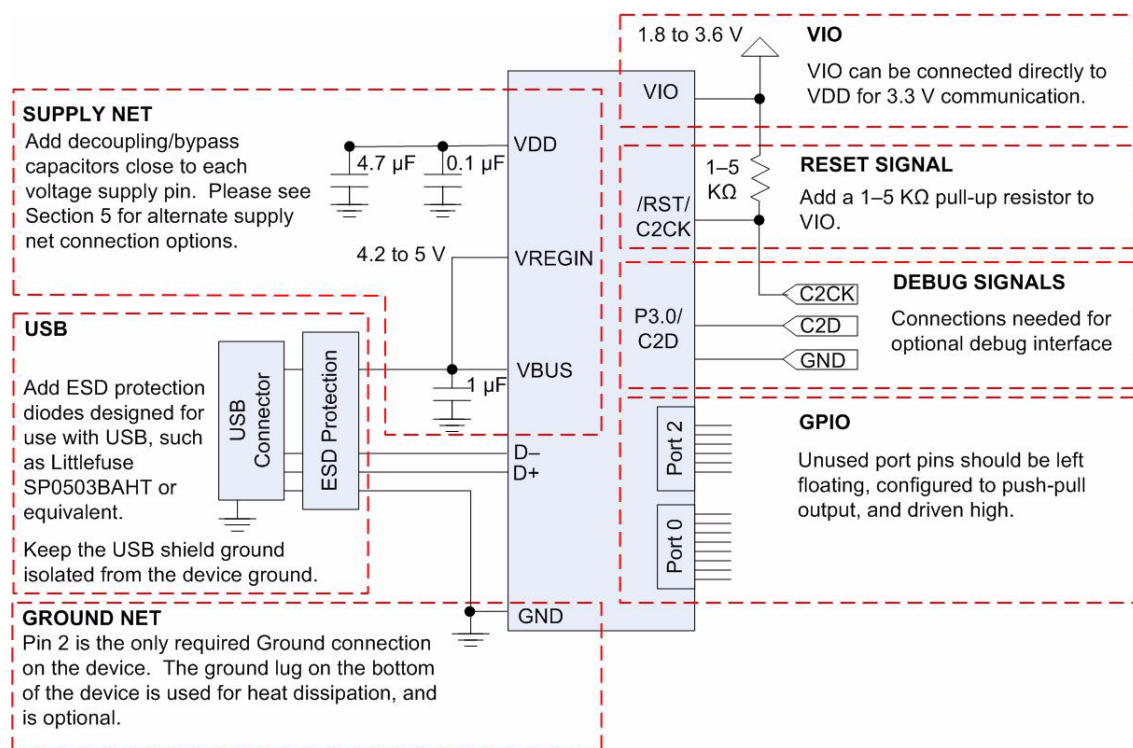 SUPPLY NET
Add decoupling/bypass
capacitors close to each
voltage supply pin. Please see
Section 5 for alternate supply
net connection options.
4.7 µF
0.1 µF
VDD
4.2 to 5 V
VREGIN
VBUS
1 µF
USB
Add ESD protection
diodes designed for
use with USB, such
as Littlefuse
SP0503BAHT or
equivalent.
Keep the USB shield ground
isolated from the device ground.
USB
Connector
ESD Protection
D–
D+
GROUND NET
Pin 2 is the only required Ground connection
on the device. The ground lug on the bottom
of the device is used for heat dissipation, and
is optional.
GND
1.8 to 3.6 V
VIO
VIO
VIO can be connected directly to
VDD for 3.3 V communication.
1–5
KΩ
/RST/
C2CK
RESET SIGNAL
Add a 1–5 KΩ pull-up resistor to
VIO.
P3.0/
C2D
C2CK
C2D
GND
DEBUG SIGNALS
Connections needed for
optional debug interface
Port 2
Port 0
GPIO
Unused port pins should be left
floating, configured to push-pull
output, and driven high.